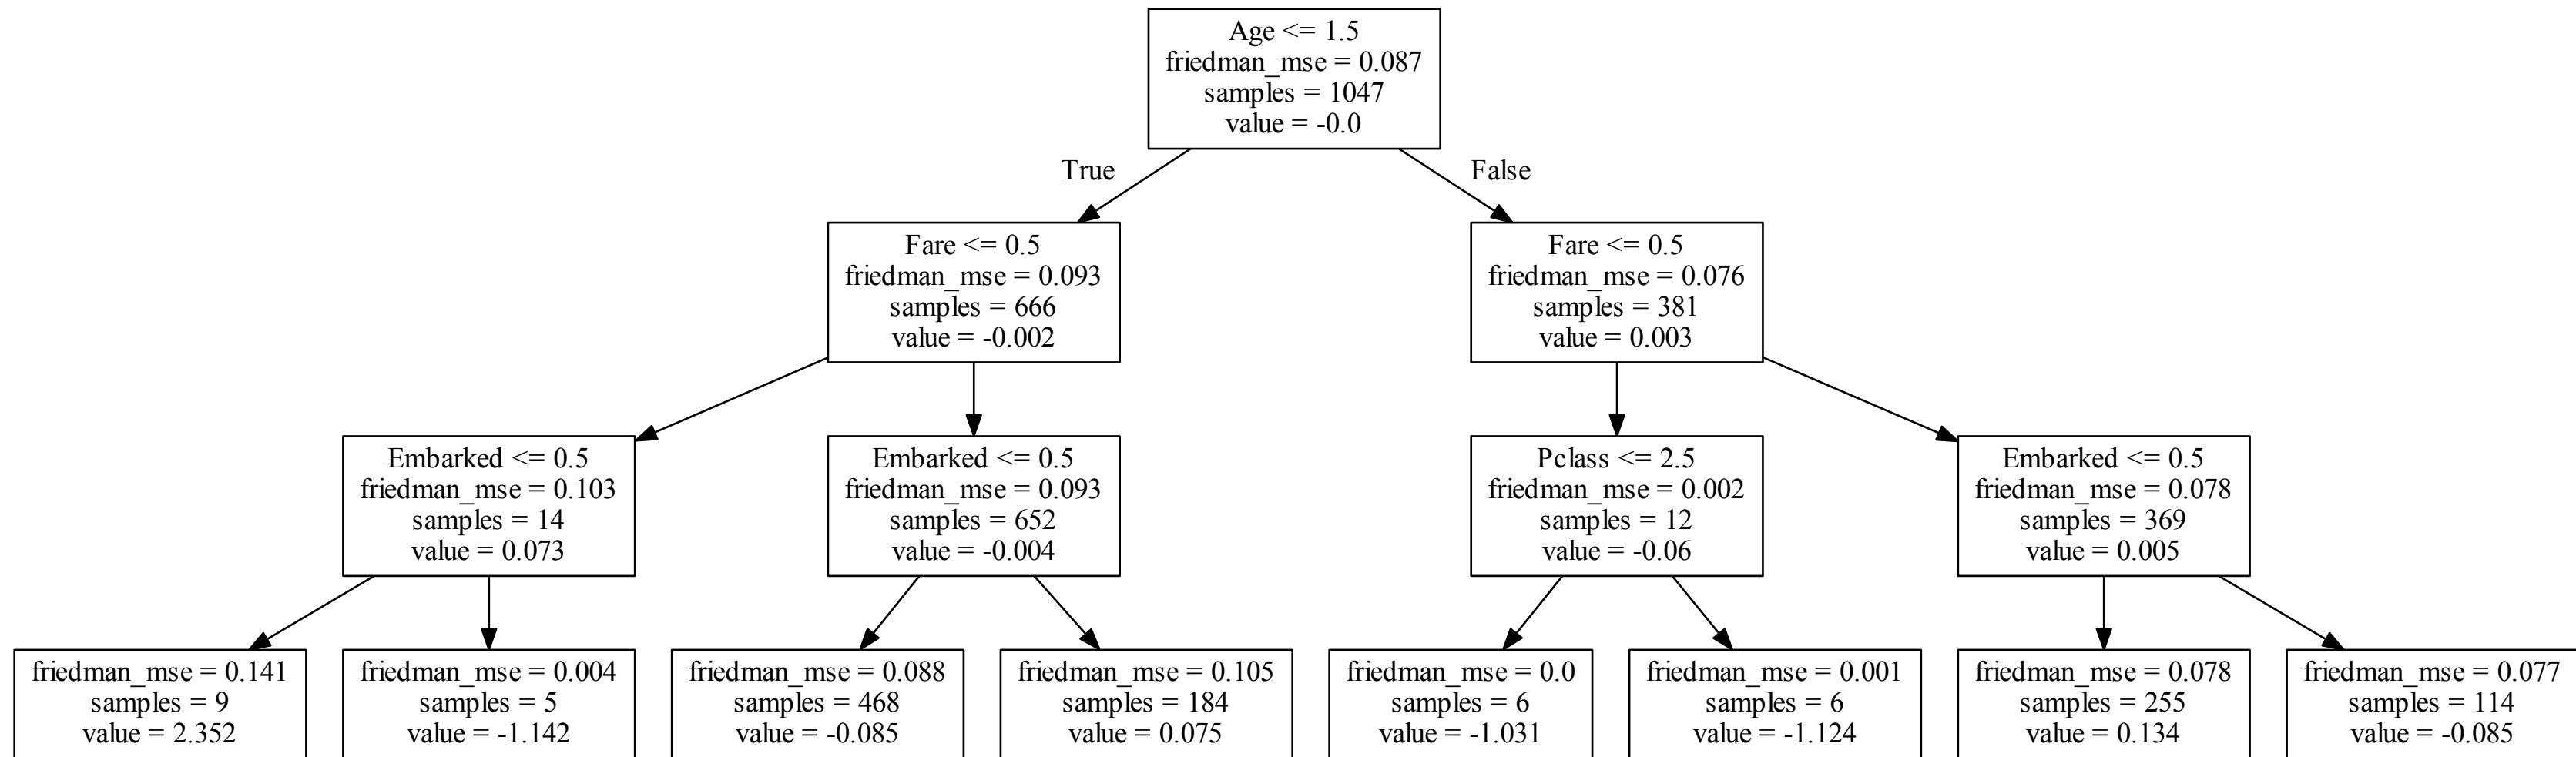 Age <= 1.5
friedman_mse = 0.087
samples = 1047
value = -0.0
True
False
Fare <= 0.5
friedman_mse = 0.093
samples = 666
value = -0.002
Fare <= 0.5
friedman_mse = 0.076
samples = 381
value = 0.003
Embarked <= 0.5
friedman_mse = 0.103
samples = 14
value = 0.073
Embarked <= 0.5
friedman_mse = 0.093
samples = 652
value = -0.004
Pclass <= 2.5
friedman_mse = 0.002
samples = 12
value = -0.06
Embarked <= 0.5
friedman_mse = 0.078
samples = 369
value = 0.005
friedman_mse = 0.141
samples = 9
value = 2.352
friedman_mse = 0.004
samples = 5
value = -1.142
friedman_mse = 0.088
samples = 468
value = -0.085
friedman_mse = 0.105
samples = 184
value = 0.075
friedman_mse = 0.0
samples = 6
value = -1.031
friedman_mse = 0.001
samples = 6
value = -1.124
friedman_mse = 0.078
samples = 255
value = 0.134
friedman_mse = 0.077
samples = 114
value = -0.085